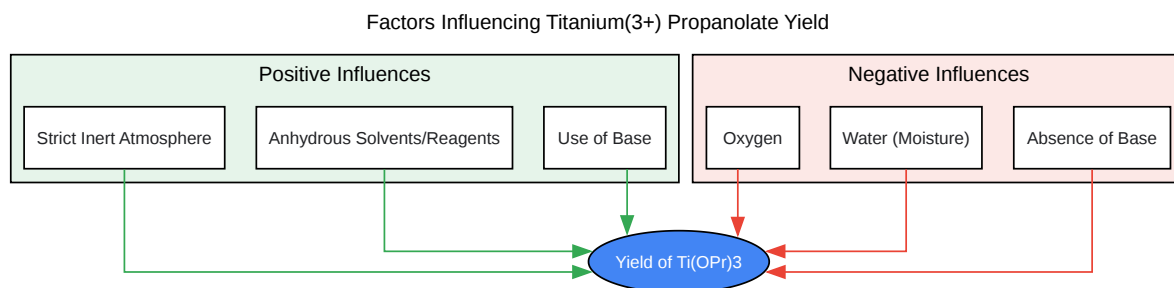 Factors Influencing Titanium(3+) Propanolate Yield
Positive Influences
Negative Influences
Strict Inert Atmosphere
Anhydrous Solvents/Reagents
Use of Base
Oxygen
Water (Moisture)
Absence of Base
Yield of Ti(OPr)3